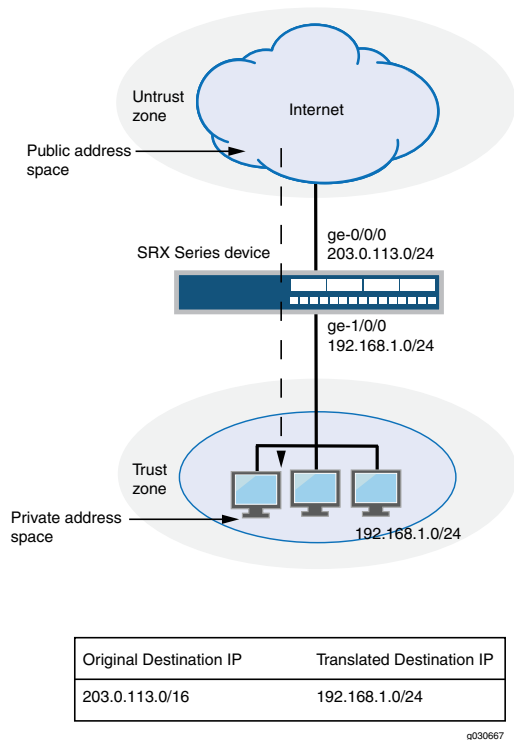 Untrust
zone
Internet
Public address
space
ge-0/0/0
203.0.113.0/24
SRX Series device
ge-1/0/0
192.168.1.0/24
Trust
zone
Private address
space
192.168.1.0/24
Original Destination IP Translated Destination IP
203.0.113.0/16 192.168.1.0/24
g030667